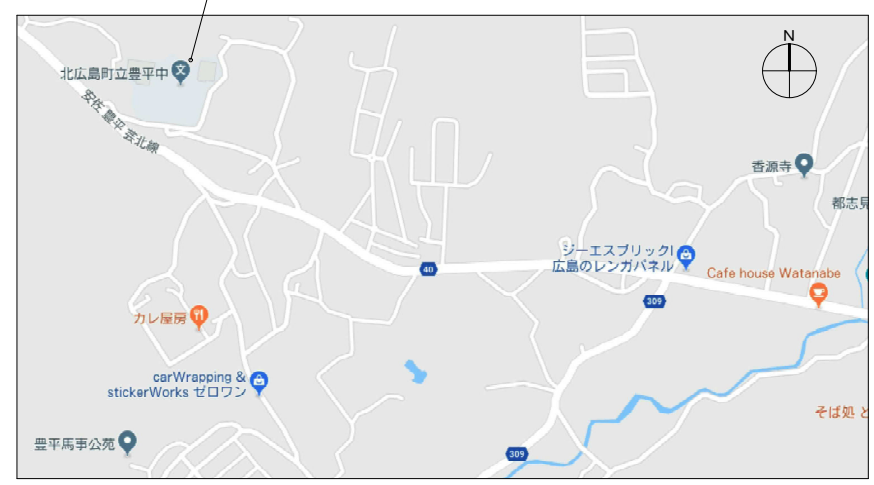 N
北広島町立豊平中
安佐 豊平 芸北線
香源寺
都志見
ジーエスブリック|
広島のレンガパネル
40
Cafe house Watanabe
309
カレ屋房
carWrapping &
stickerWorks ゼロワン
そば処 と
豊平馬事公苑
309